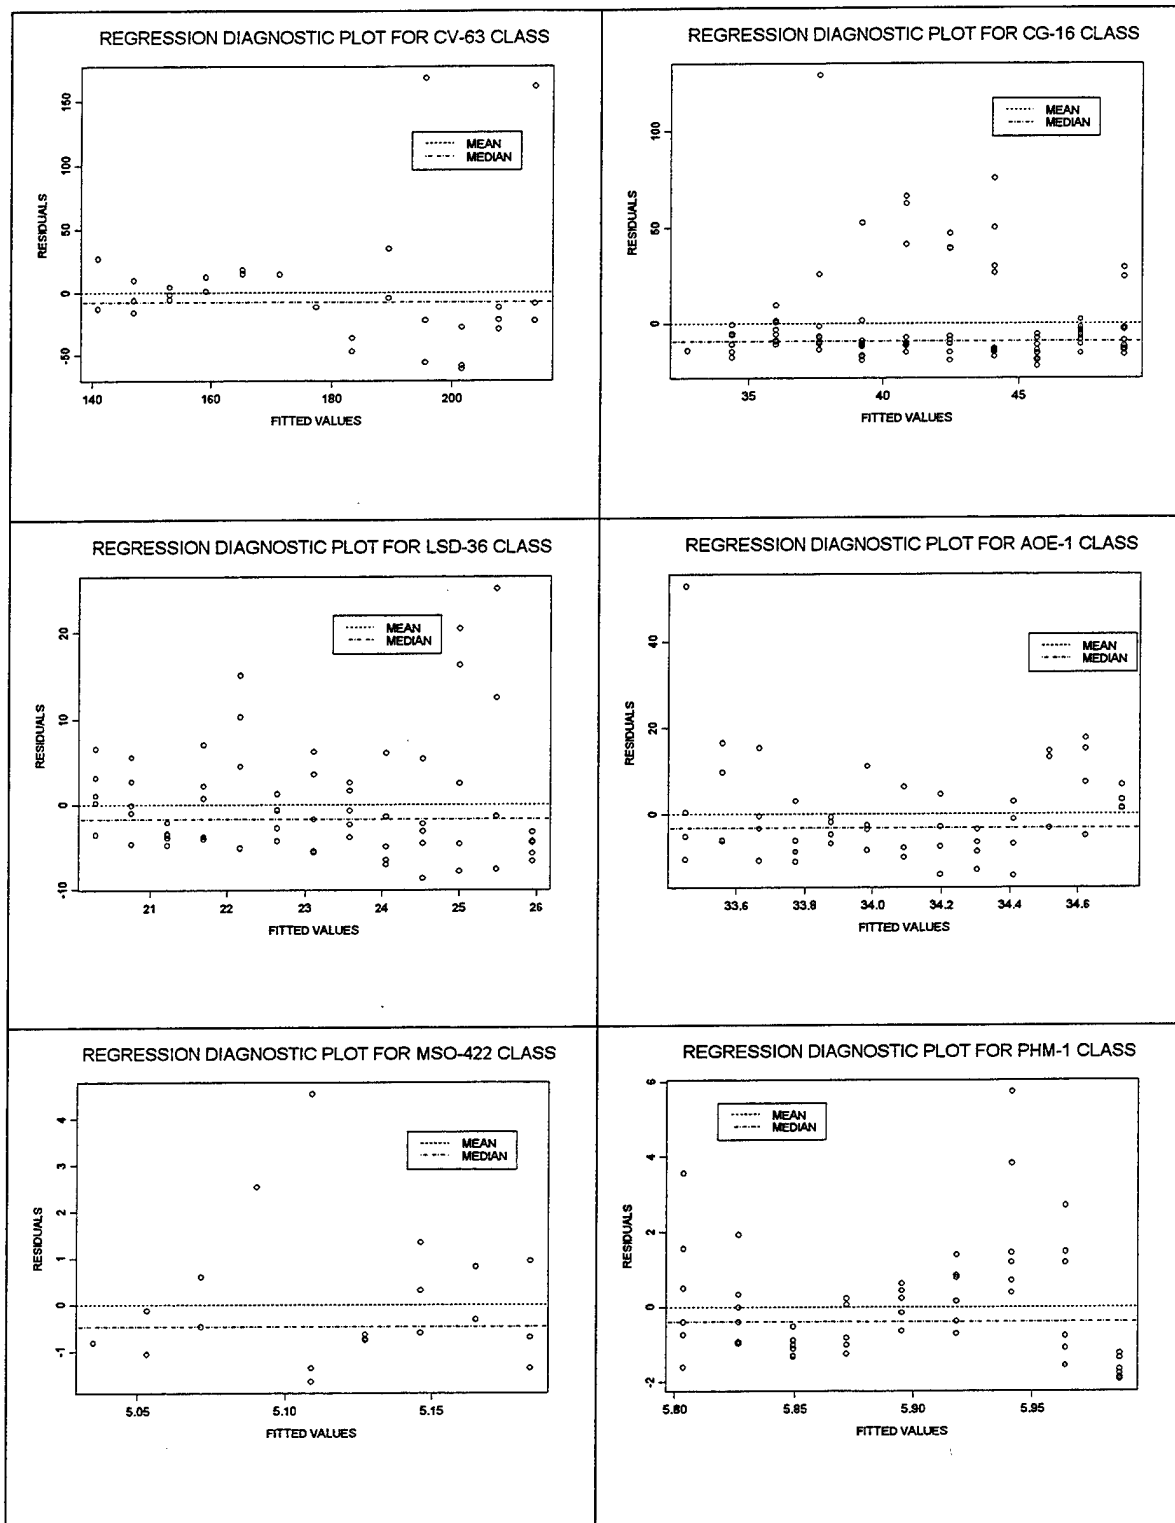 REGRESSION DIAGNOSTIC PLOT FOR CV-63 CLASS
RESIDUALS
150
100
50
0
-50
MEAN
MEDIAN
140
160
180
200
FITTED VALUES
REGRESSION DIAGNOSTIC PLOT FOR CG-16 CLASS
RESIDUALS
100
50
0
MEAN
MEDIAN
35
40
45
FITTED VALUES
REGRESSION DIAGNOSTIC PLOT FOR LSD-36 CLASS
RESIDUALS
20
10
0
-10
MEAN
MEDIAN
21
22
23
24
25
26
FITTED VALUES
REGRESSION DIAGNOSTIC PLOT FOR AOE-1 CLASS
RESIDUALS
40
20
0
MEAN
MEDIAN
33.6
33.8
34.0
34.2
34.4
34.6
FITTED VALUES
REGRESSION DIAGNOSTIC PLOT FOR MSO-422 CLASS
RESIDUALS
4
3
2
1
0
-1
MEAN
MEDIAN
5.05
5.10
5.15
FITTED VALUES
REGRESSION DIAGNOSTIC PLOT FOR PHM-1 CLASS
RESIDUALS
6
4
2
0
-2
MEAN
MEDIAN
5.80
5.85
5.90
5.95
FITTED VALUES